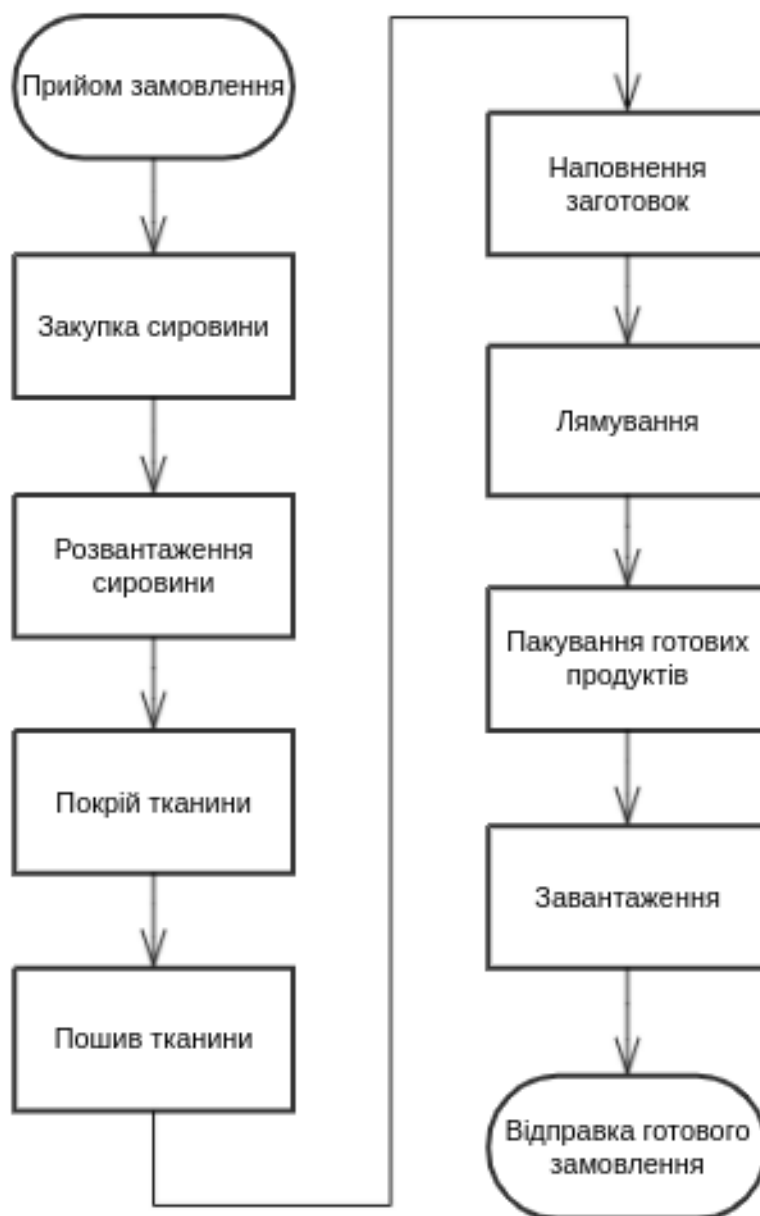 Прийом замовлення
Закупка сировини
Розвантаження
сировини
Покрій тканини
Пошив тканини
Наповнення
заготовок
Лямування
Пакування готових
продуктів
Завантаження
Відправка готового
замовлення